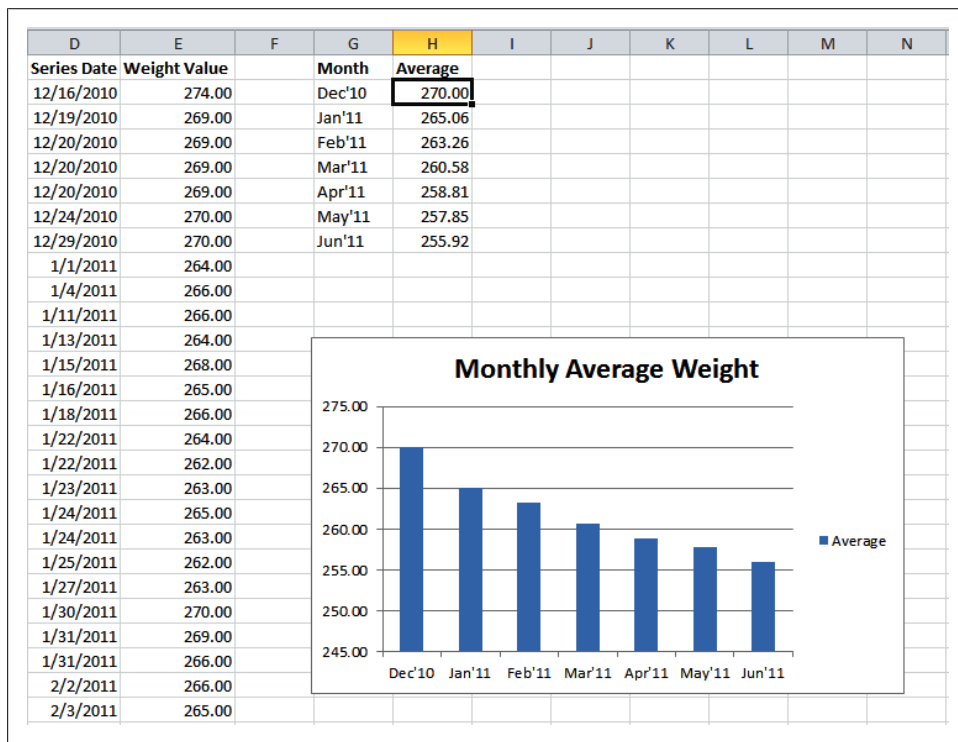 D E F G H I J K L M N
Series Date Weight Value Month Average
12/16/2010 274.00 Dec'10 270.00
12/19/2010 269.00 Jan'11 265.06
12/20/2010 269.00 Feb'11 263.26
12/20/2010 269.00 Mar'11 260.58
12/20/2010 269.00 Apr'11 258.81
12/24/2010 270.00 May'11 257.85
12/29/2010 270.00 Jun'11 255.92
1/1/2011 264.00
1/4/2011 266.00
1/11/2011 266.00
1/13/2011 264.00
1/15/2011 268.00
1/16/2011 265.00
1/18/2011 266.00
1/22/2011 264.00
1/22/2011 262.00
1/23/2011 263.00
1/24/2011 265.00
1/24/2011 263.00
1/25/2011 262.00
1/27/2011 263.00
1/30/2011 270.00
1/31/2011 269.00
1/31/2011 266.00
2/2/2011 266.00
2/3/2011 265.00
Monthly Average Weight
275.00
270.00
265.00
260.00
255.00
250.00
245.00
Dec'10 Jan'11 Feb'11 Mar'11 Apr'11 May'11 Jun'11
Average